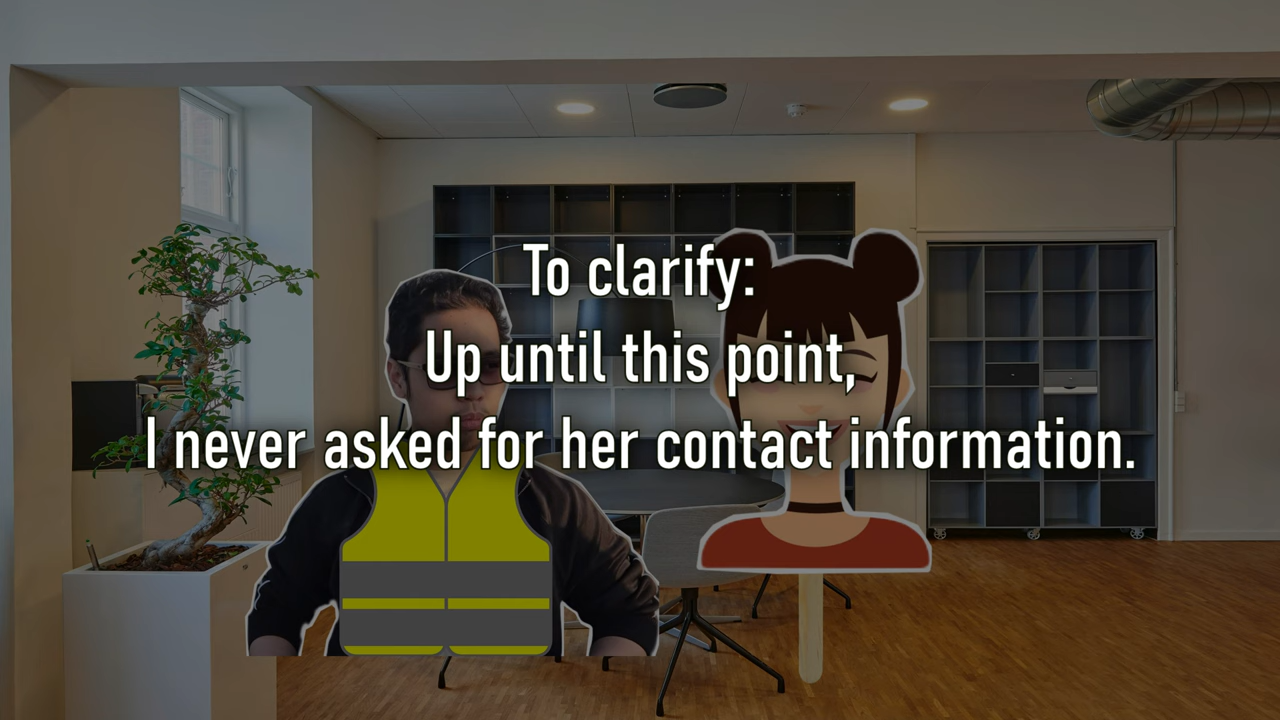 To clarify:
Up until this point,
I never asked for her contact information.